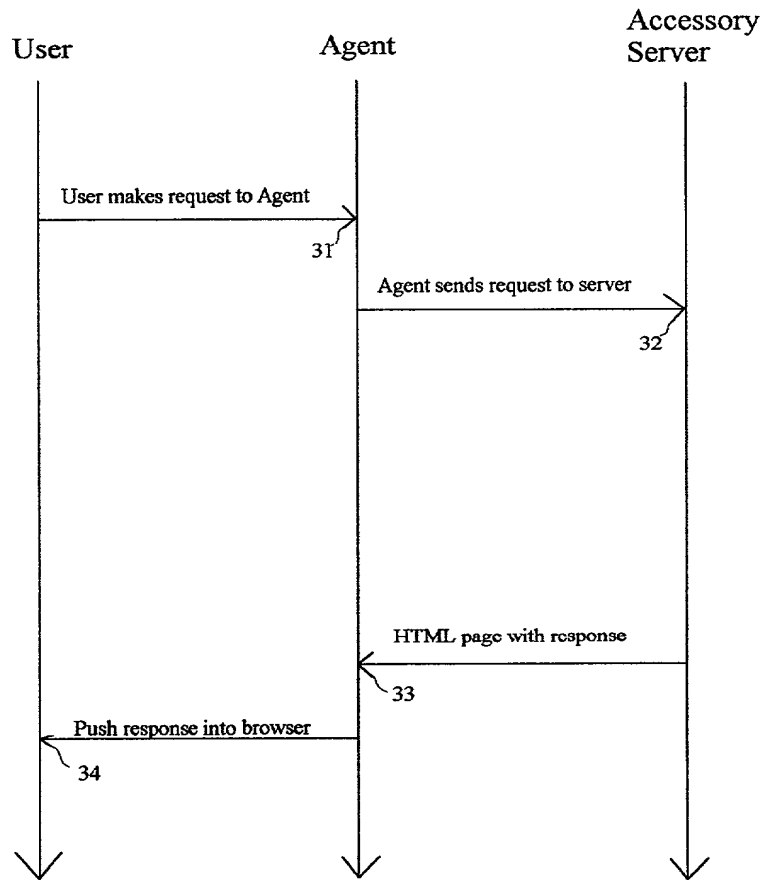 User
Agent
Accessory
Server
User makes request to Agent
31
Agent sends request to server
32
HTML page with response
33
Push response into browser
34